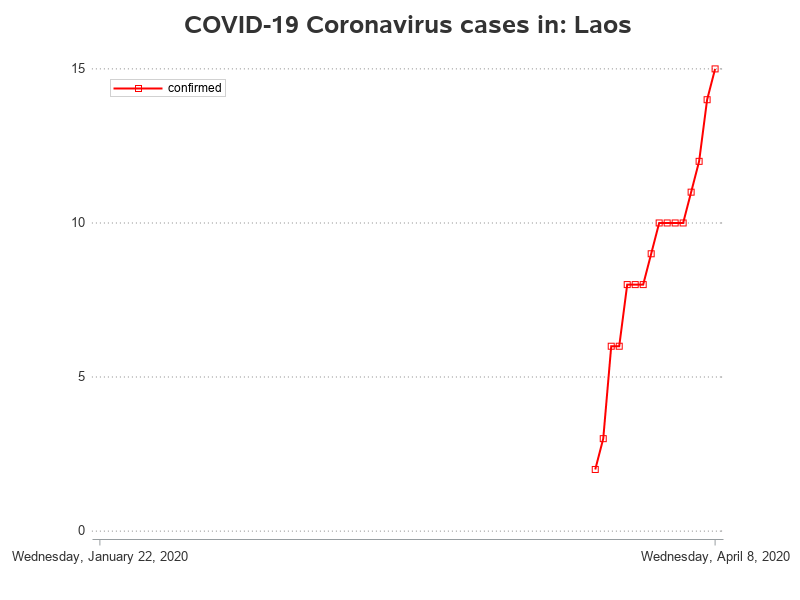 COVID-19 Coronavirus cases in: Laos
15
confirmed
10
5
0
Wednesday, January 22, 2020
Wednesday, April 8, 2020